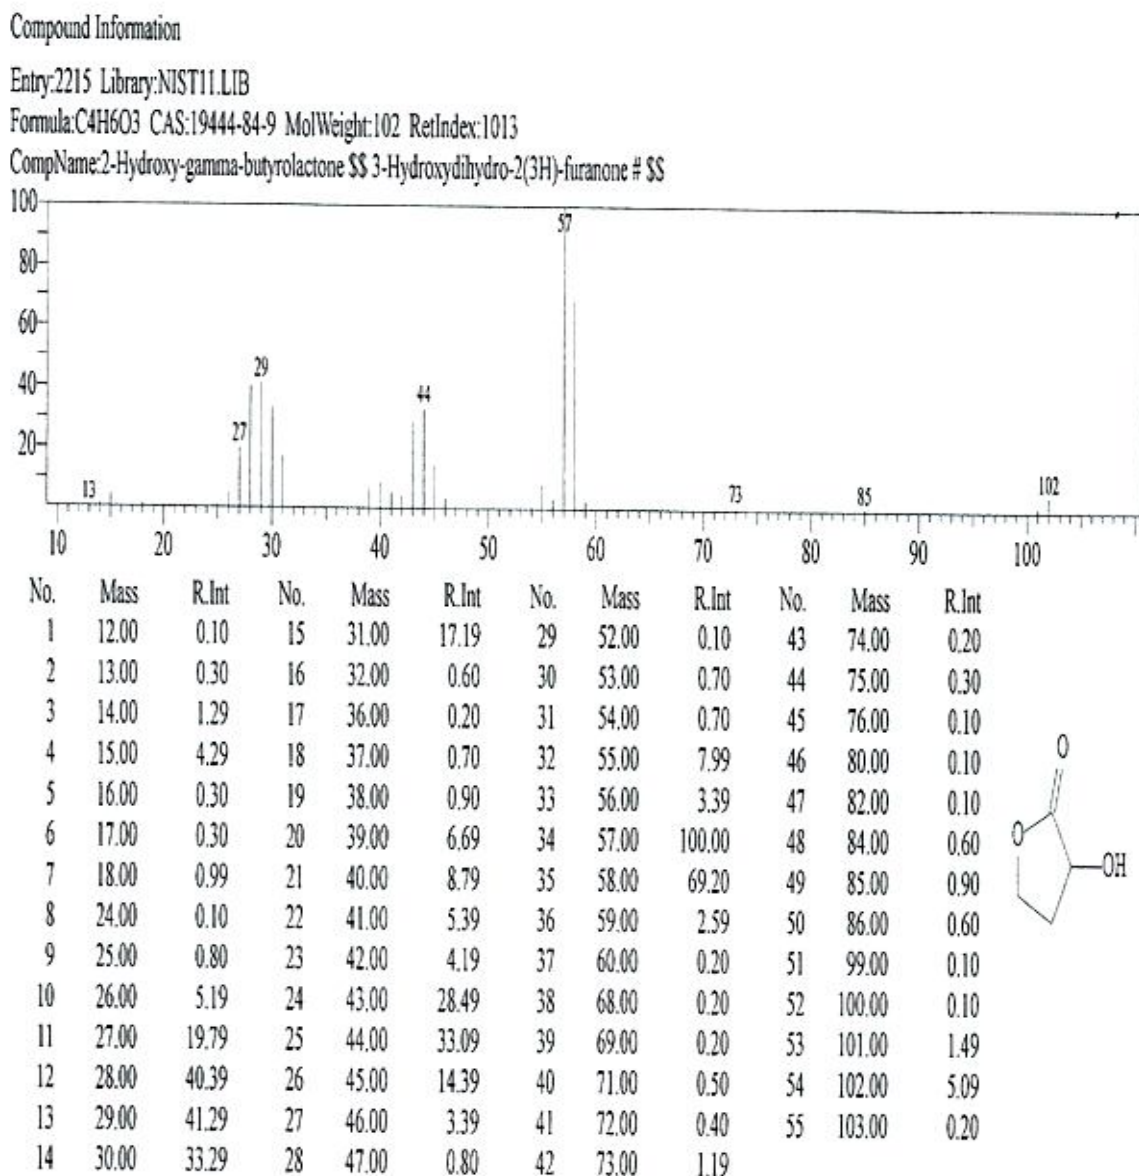 Compound Information
Entry:2215 Library:NIST11.LIB
Formula:C4H6O3 CAS:19444-84-9 MolWeight:102 RetIndex:1013
CompName:2-Hydroxy-gamma-butyrolactone $$ 3-Hydroxydihydro-2(3H)-furanone # $$
100
80
60
40
20
13 27 29 44 57 73 85 102
10 20 30 40 50 60 70 80 90 100
No. Mass R.Int No. Mass R.Int No. Mass R.Int No. Mass R.Int
1 12.00 0.10 15 31.00 17.19 29 52.00 0.10 43 74.00 0.20
2 13.00 0.30 16 32.00 0.60 30 53.00 0.70 44 75.00 0.30
3 14.00 1.29 17 36.00 0.20 31 54.00 0.70 45 76.00 0.10
4 15.00 4.29 18 37.00 0.70 32 55.00 7.99 46 80.00 0.10
5 16.00 0.30 19 38.00 0.90 33 56.00 3.39 47 82.00 0.10
6 17.00 0.30 20 39.00 6.69 34 57.00 100.00 48 84.00 0.60
7 18.00 0.99 21 40.00 8.79 35 58.00 69.20 49 85.00 0.90
8 24.00 0.10 22 41.00 5.39 36 59.00 2.59 50 86.00 0.60
9 25.00 0.80 23 42.00 4.19 37 60.00 0.20 51 99.00 0.10
10 26.00 5.19 24 43.00 28.49 38 68.00 0.20 52 100.00 0.10
11 27.00 19.79 25 44.00 33.09 39 69.00 0.20 53 101.00 1.49
12 28.00 40.39 26 45.00 14.39 40 71.00 0.50 54 102.00 5.09
13 29.00 41.29 27 46.00 3.39 41 72.00 0.40 55 103.00 0.20
14 30.00 33.29 28 47.00 0.80 42 73.00 1.19
O
O
OH